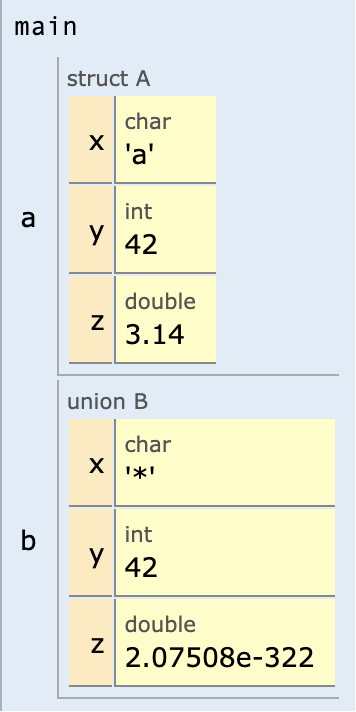 main
a
struct A
x
char
'a'
y
int
42
z
double
3.14
b
union B
x
char
'*'
y
int
42
z
double
2.07508e-322